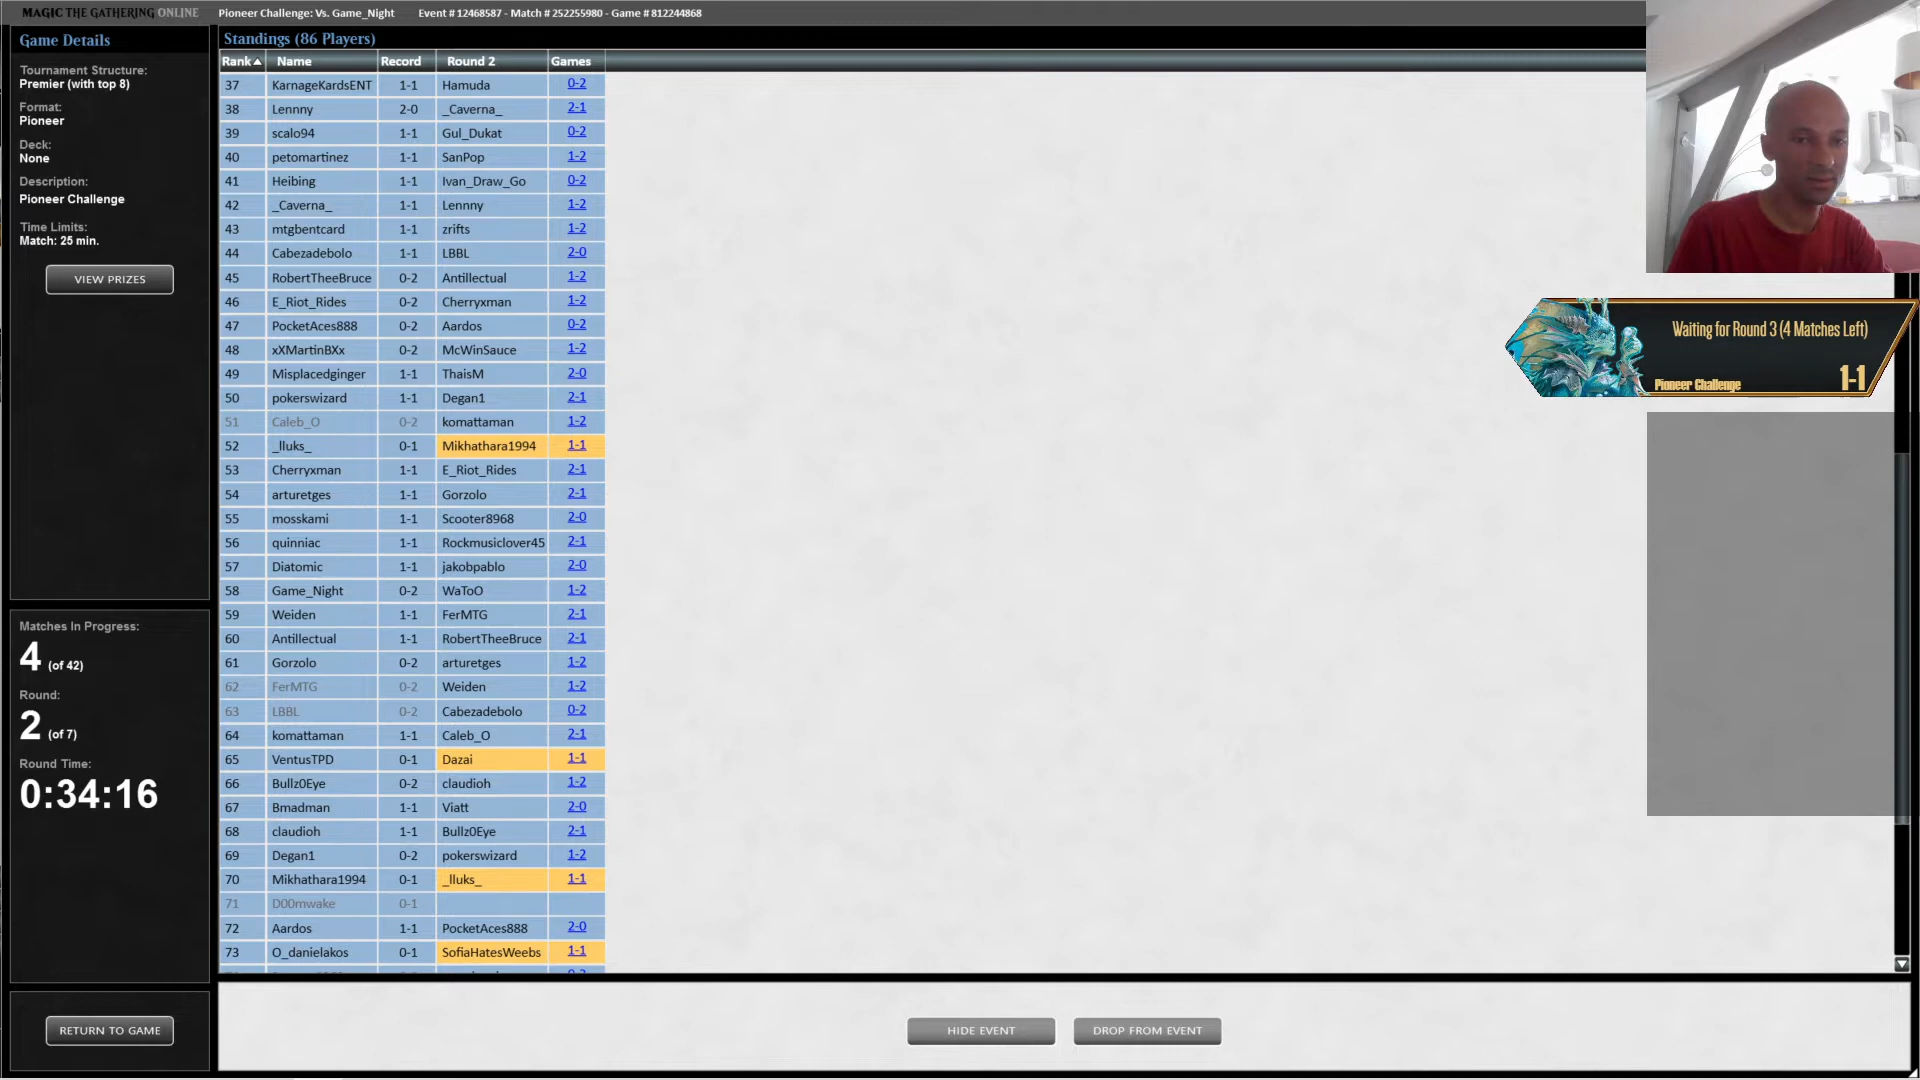 MAGIC THE GATHERING ONLINE Pioneer Challenge: Vs. Game_Night Event # 12468587 - Match # 252255980 - Game # 812244868
Game Details
Tournament Structure:
Premier (with top 8)
Format:
Pioneer
Deck:
None
Description:
Pioneer Challenge
Time Limits:
Match: 25 min.
VIEW PRIZES
Matches In Progress:
4 (of 42)
Round:
2 (of 7)
Round Time:
0:34:16
RETURN TO GAME
Standings (86 Players)
Rank Name Record Round 2 Games
37 KarnageKardsENT 1-1 Hamuda 0-2
38 Lennny 2-0 _Caverna_ 2-1
39 scalo94 1-1 Gul_Dukat 0-2
40 petomartinez 1-1 SanPop 1-2
41 Heibing 1-1 Ivan_Draw_Go 0-2
42 _Caverna_ 1-1 Lennny 1-2
43 mtgbentcard 1-1 zrifts 1-2
44 Cabezadebolo 1-1 LBBL 2-0
45 RobertTheeBruce 0-2 Antillectual 1-2
46 E_Riot_Rides 0-2 Cherryxman 1-2
47 PocketAces888 0-2 Aardos 0-2
48 xXMartinBXx 0-2 McWinSauce 1-2
49 Misplacedginger 1-1 ThaisM 2-0
50 pokerswizard 1-1 Degan1 2-1
51 Caleb_O 0-2 komattaman 1-2
52 _lluks_ 0-1 Mikhathara1994 1-1
53 Cherryxman 1-1 E_Riot_Rides 2-1
54 arturetges 1-1 Gorzolo 2-1
55 mosskami 1-1 Scooter8968 2-0
56 quinniac 1-1 Rockmusiclover45 2-1
57 Diatomic 1-1 jakobpablo 2-0
58 Game_Night 0-2 WaToO 1-2
59 Weiden 1-1 FerMTG 2-1
60 Antillectual 1-1 RobertTheeBruce 2-1
61 Gorzolo 0-2 arturetges 1-2
62 FerMTG 0-2 Weiden 1-2
63 LBBL 0-2 Cabezadebolo 0-2
64 komattaman 1-1 Caleb_O 2-1
65 VentusTPD 0-1 Dazai 1-1
66 Bullz0Eye 0-2 claudioh 1-2
67 Bmadman 1-1 Viatt 2-0
68 claudioh 1-1 Bullz0Eye 2-1
69 Degan1 0-2 pokerswizard 1-2
70 Mikhathara1994 0-1 _lluks_ 1-1
71 D00mwake 0-1
72 Aardos 1-1 PocketAces888 2-0
73 O_danielakos 0-1 SofiaHatesWeebs 1-1
Waiting for Round 3 (4 Matches Left)
Pioneer Challenge 1-1
HIDE EVENT DROP FROM EVENT